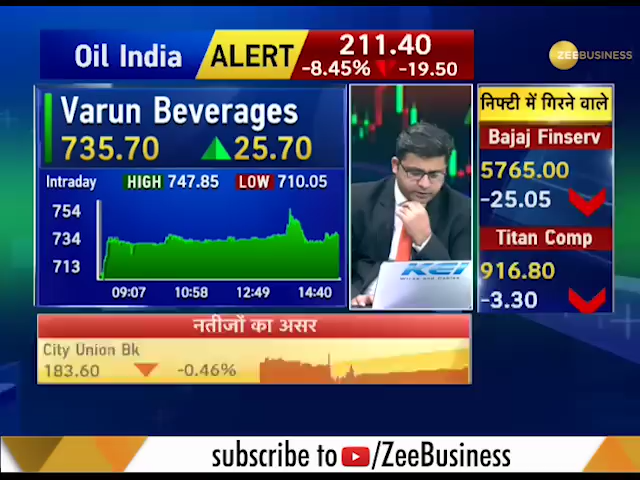 Oil India
ALERT
211.40
-8.45% -19.50
ZEEBUSINESS
Varun Beverages
735.70 25.70
Intraday HIGH 747.85 LOW 710.05
754
734
713
09:07 10:58 12:49 14:40
KEI
निफ्टी में गिरने वाले
Bajaj Finserv
5765.00
-25.05
Titan Comp
916.80
-3.30
नतीजों का असर
City Union Bk
183.60 -0.46%
subscribe to /ZeeBusiness